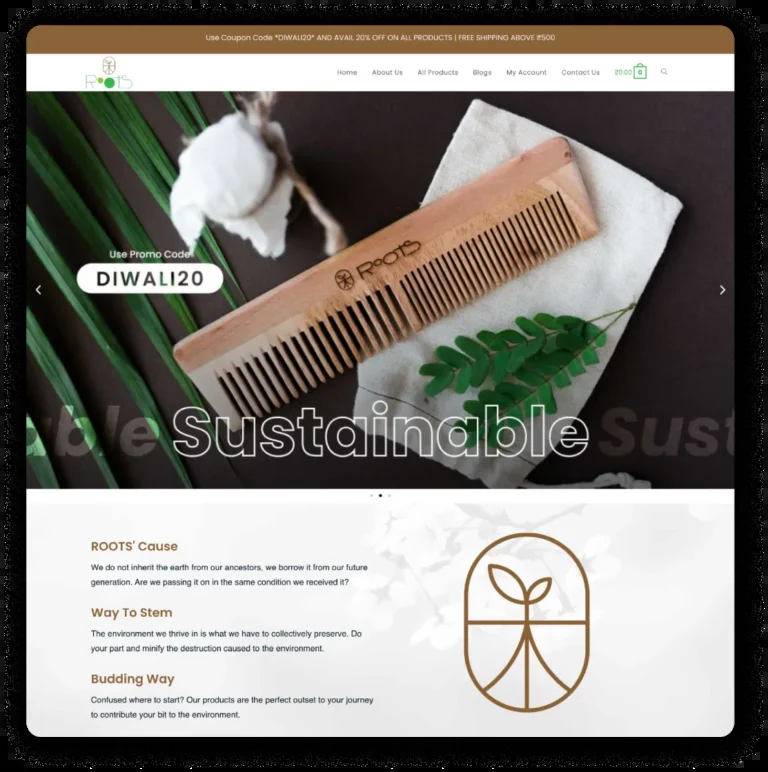 Use Coupon Code *DIWALI20* AND AVAIL 20% OFF ON ALL PRODUCTS | FREE SHIPPING ABOVE ₹500
ROOTS
Home About Us All Products Blogs My Account Contact Us ₹0.00 0
Use Promo Code
DIWALI20
ROOTS
able Sustainable Sust
ROOTS' Cause
We do not inherit the earth from our ancestors, we borrow it from our future
generation. Are we passing it on in the same condition we received it?
Way To Stem
The environment we thrive in is what we have to collectively preserve. Do
your part and minify the destruction caused to the environment.
Budding Way
Confused where to start? Our products are the perfect outset to your journey
to contribute your bit to the environment.